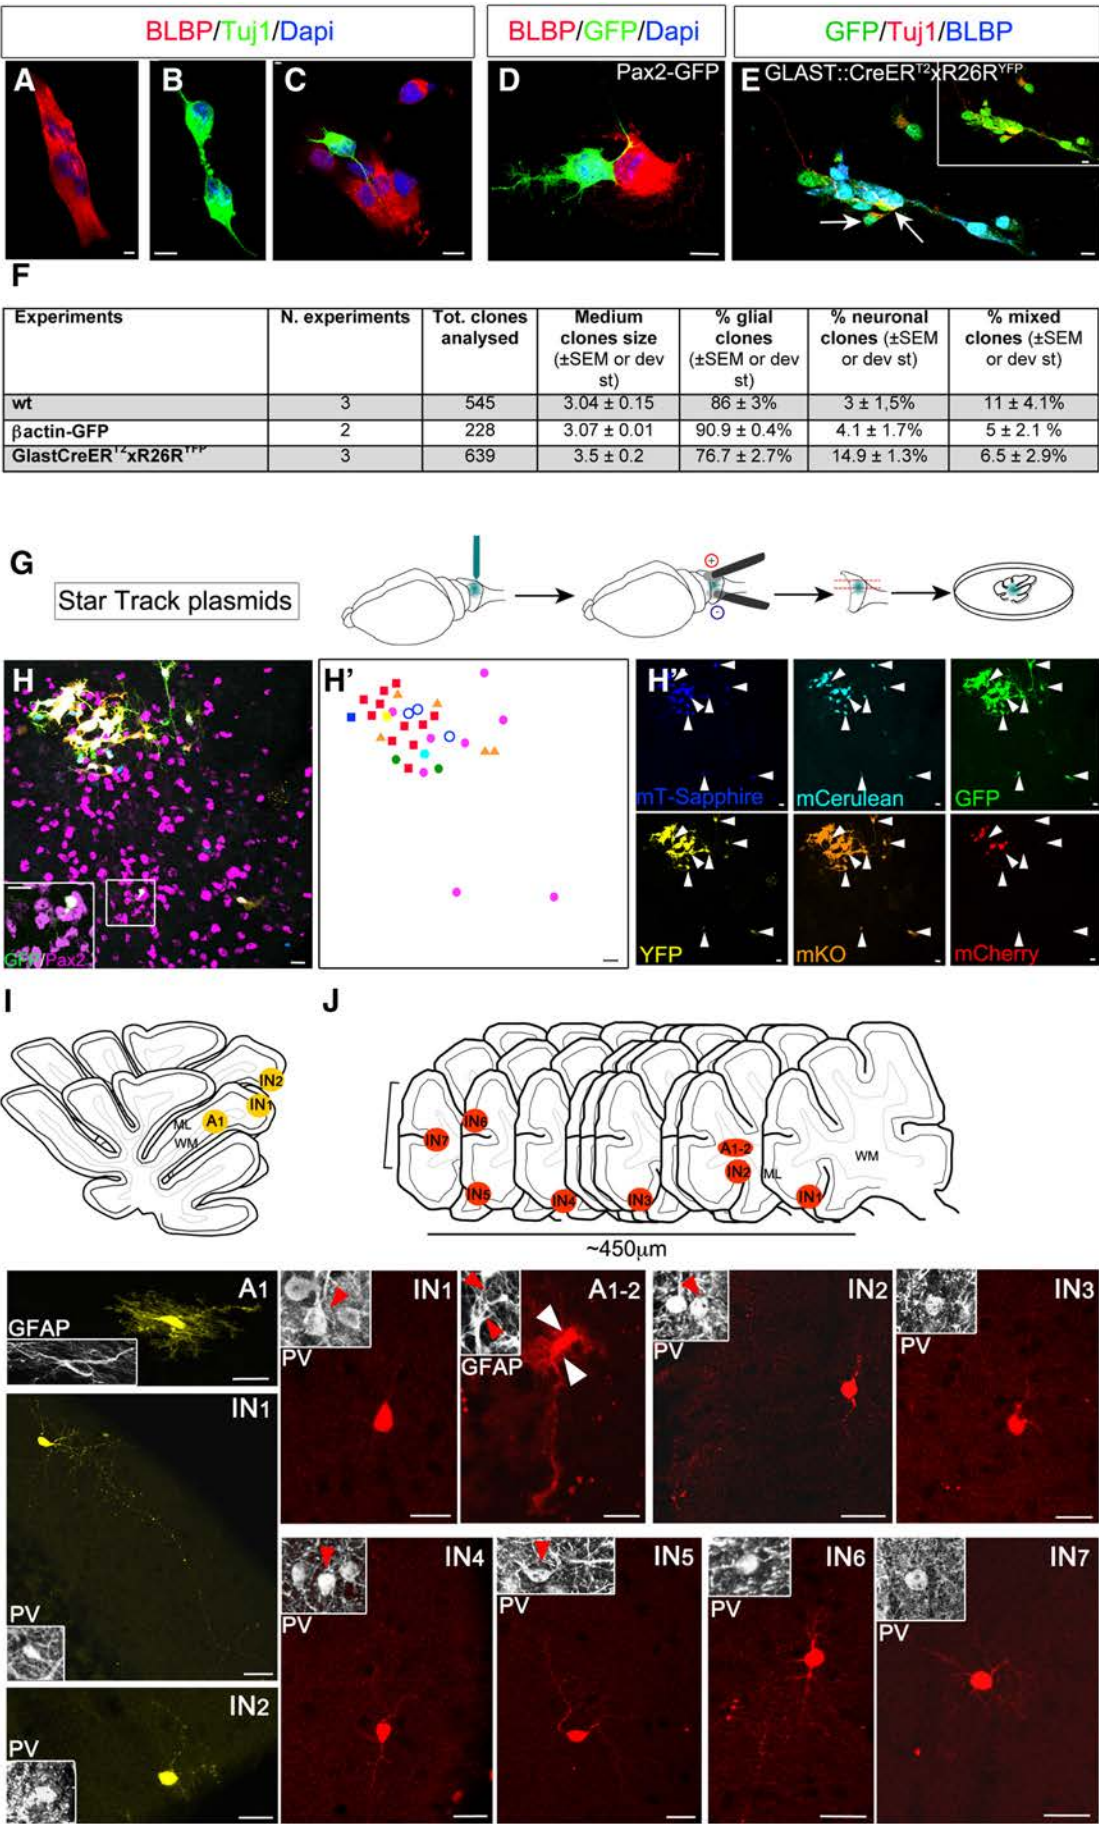 BLBP/Tuj1/Dapi
BLBP/GFP/Dapi
GFP/Tuj1/BLBP
A
B
C
D
Pax2-GFP
E
GLAST::CreERT2xR26RYFP
F
Experiments
N. experiments
Tot. clones
analysed
Medium
clones size
(±SEM or dev
st)
% glial
clones
(±SEM or dev
st)
% neuronal
clones (±SEM
or dev st)
% mixed
clones (±SEM
or dev st)
wt 3 545 3.04 ± 0.15 86 ± 3% 3 ± 1,5% 11 ± 4.1%
βactin-GFP 2 228 3.07 ± 0.01 90.9 ± 0.4% 4.1 ± 1.7% 5 ± 2.1 %
GlastCreERT2xR26RYFP 3 639 3.5 ± 0.2 76.7 ± 2.7% 14.9 ± 1.3% 6.5 ± 2.9%
G
Star Track plasmids
+
-
H
GFP/Pax2
H'
H'
mT-Sapphire
mCerulean
GFP
YFP
mKO
mCherry
I
IN2
IN1
A1
ML
WM
J
IN6
IN7
IN5
IN4
IN3
A1-2
IN2
ML
IN1
WM
~450μm
A1
GFAP
IN1
PV
A1-2
GFAP
IN2
PV
IN3
PV
IN1
PV
IN2
PV
IN4
PV
IN5
PV
IN6
PV
IN7
PV